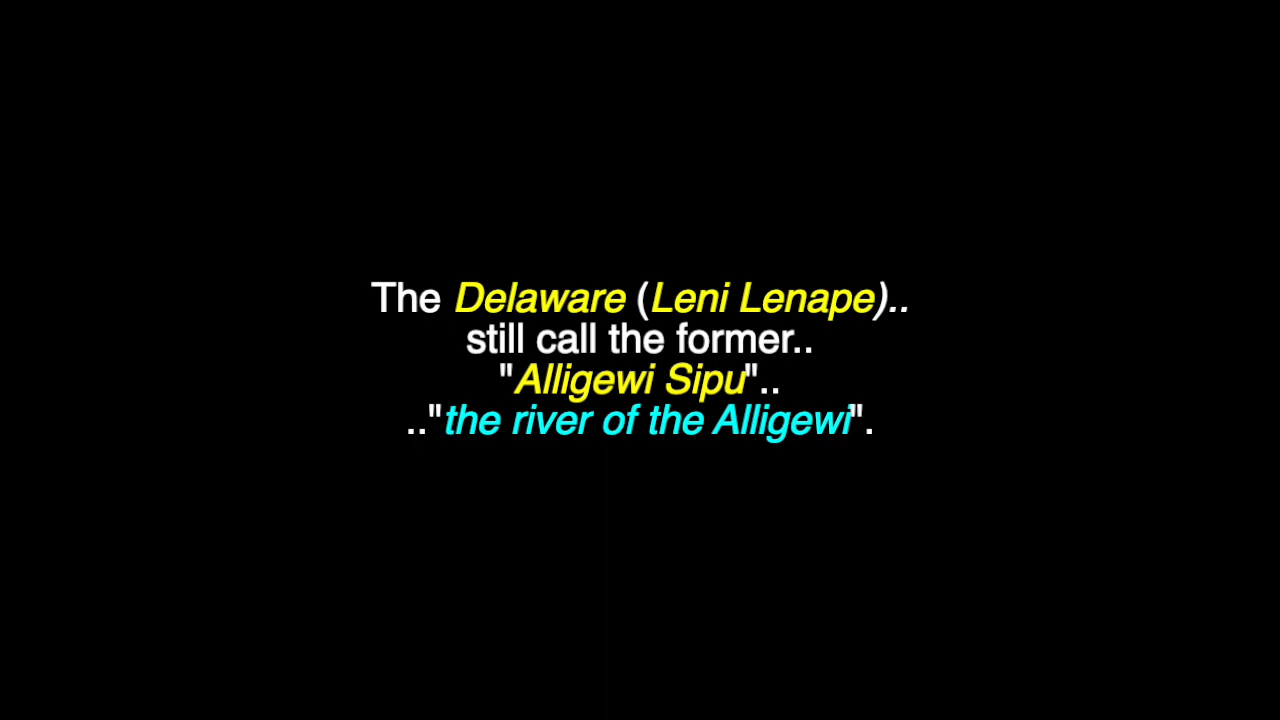 The Delaware (Leni Lenape)..
still call the former..
"Alligewi Sipu"..
.."the river of the Alligewi".